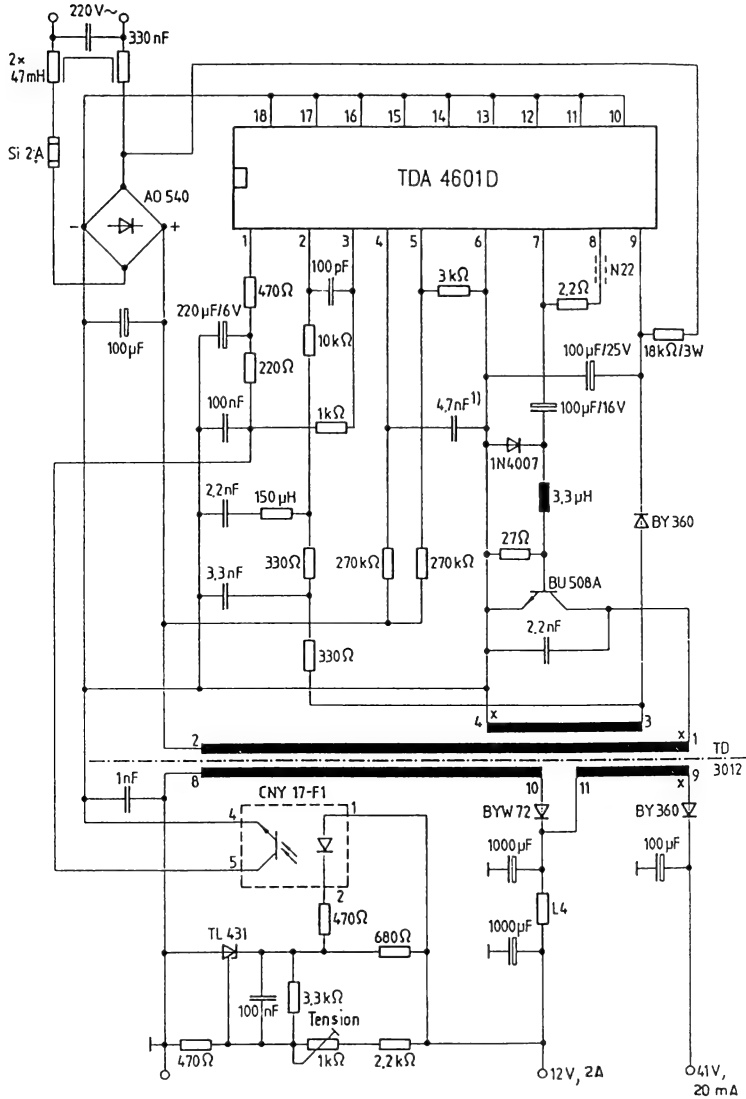 220V~
330nF
2×
47mH
Si 2A
AO 540
-
+
100µF
18 17 16 15 14 13 12 11 10
TDA 4601D
1 2 3 4 5 6 7 8 9
100pF
N22
3kΩ
2,2Ω
470Ω
220µF/6V
10kΩ
100µF/25V
18kΩ/3W
220Ω
100nF
1kΩ
4,7nF 1)
100µF/16V
1N4007
2,2nF
150µH
3,3µH
BY 360
27Ω
3,3nF
330Ω
270kΩ
270kΩ
BU 508A
2,2nF
330Ω
x
4
3
2
x
1
TD
3012
8
10
11
x
9
1nF
CNY 17-F1
4
1
5
2
BYW 72
BY 360
1000µF
100µF
470Ω
L4
1000µF
TL 431
680Ω
100nF
3,3kΩ
Tension
470Ω
1kΩ
2,2kΩ
12V, 2A
41V,
20 mA